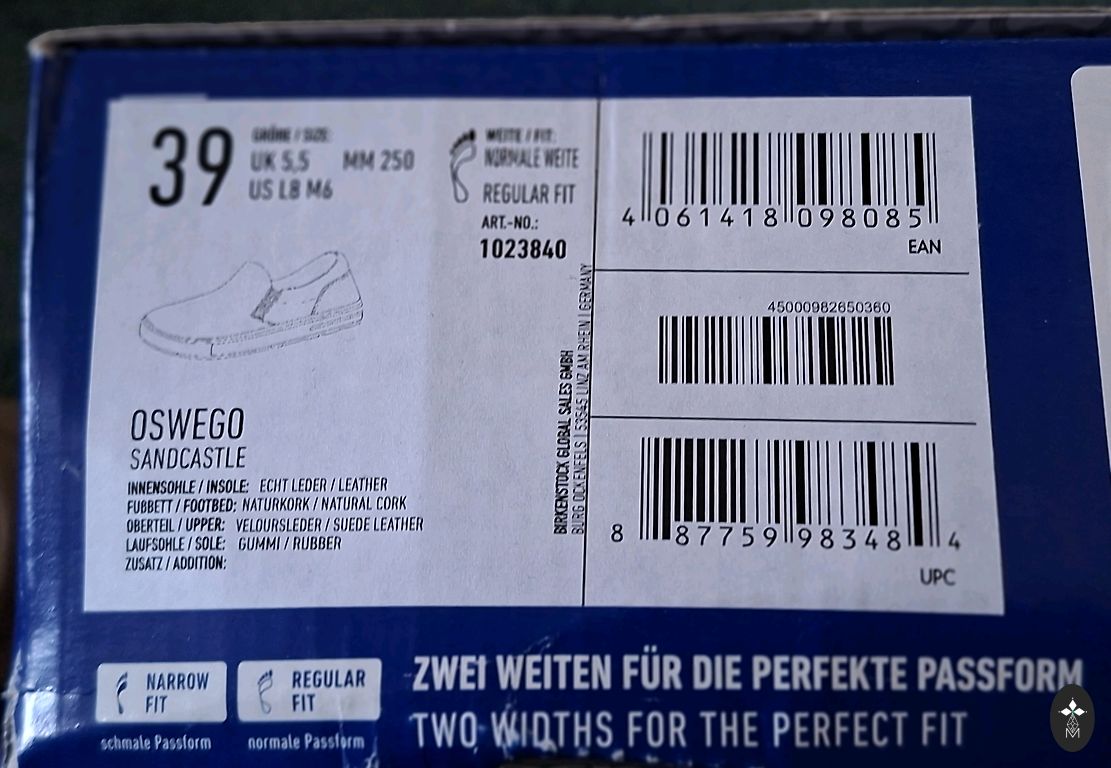 39
GRÖßE / SIZE:
UK 5,5 MM 250
US L8 M6
WEITE / FIT:
NORMALE WEITE
REGULAR FIT
ART.-NO.:
1023840
OSWEGO
SANDCASTLE
INNENSOHLE / INSOLE: ECHT LEDER / LEATHER
FUßBETT / FOOTBED: NATURKORK / NATURAL CORK
OBERTEIL / UPPER: VELOURSLEDER / SUEDE LEATHER
LAUFSOHLE / SOLE: GUMMI / RUBBER
ZUSATZ / ADDITION:
BIRKENSTOCK GLOBAL SALES GMBH
BURG OCKENFELS | 53545 LINZ AM RHEIN | GERMANY
4 061418 098085
EAN
45000982650360
8 87759 98348 4
UPC
NARROW
FIT
schmale Passform
REGULAR
FIT
normale Passform
ZWEI WEITEN FÜR DIE PERFEKTE PASSFORM
TWO WIDTHS FOR THE PERFECT FIT
M